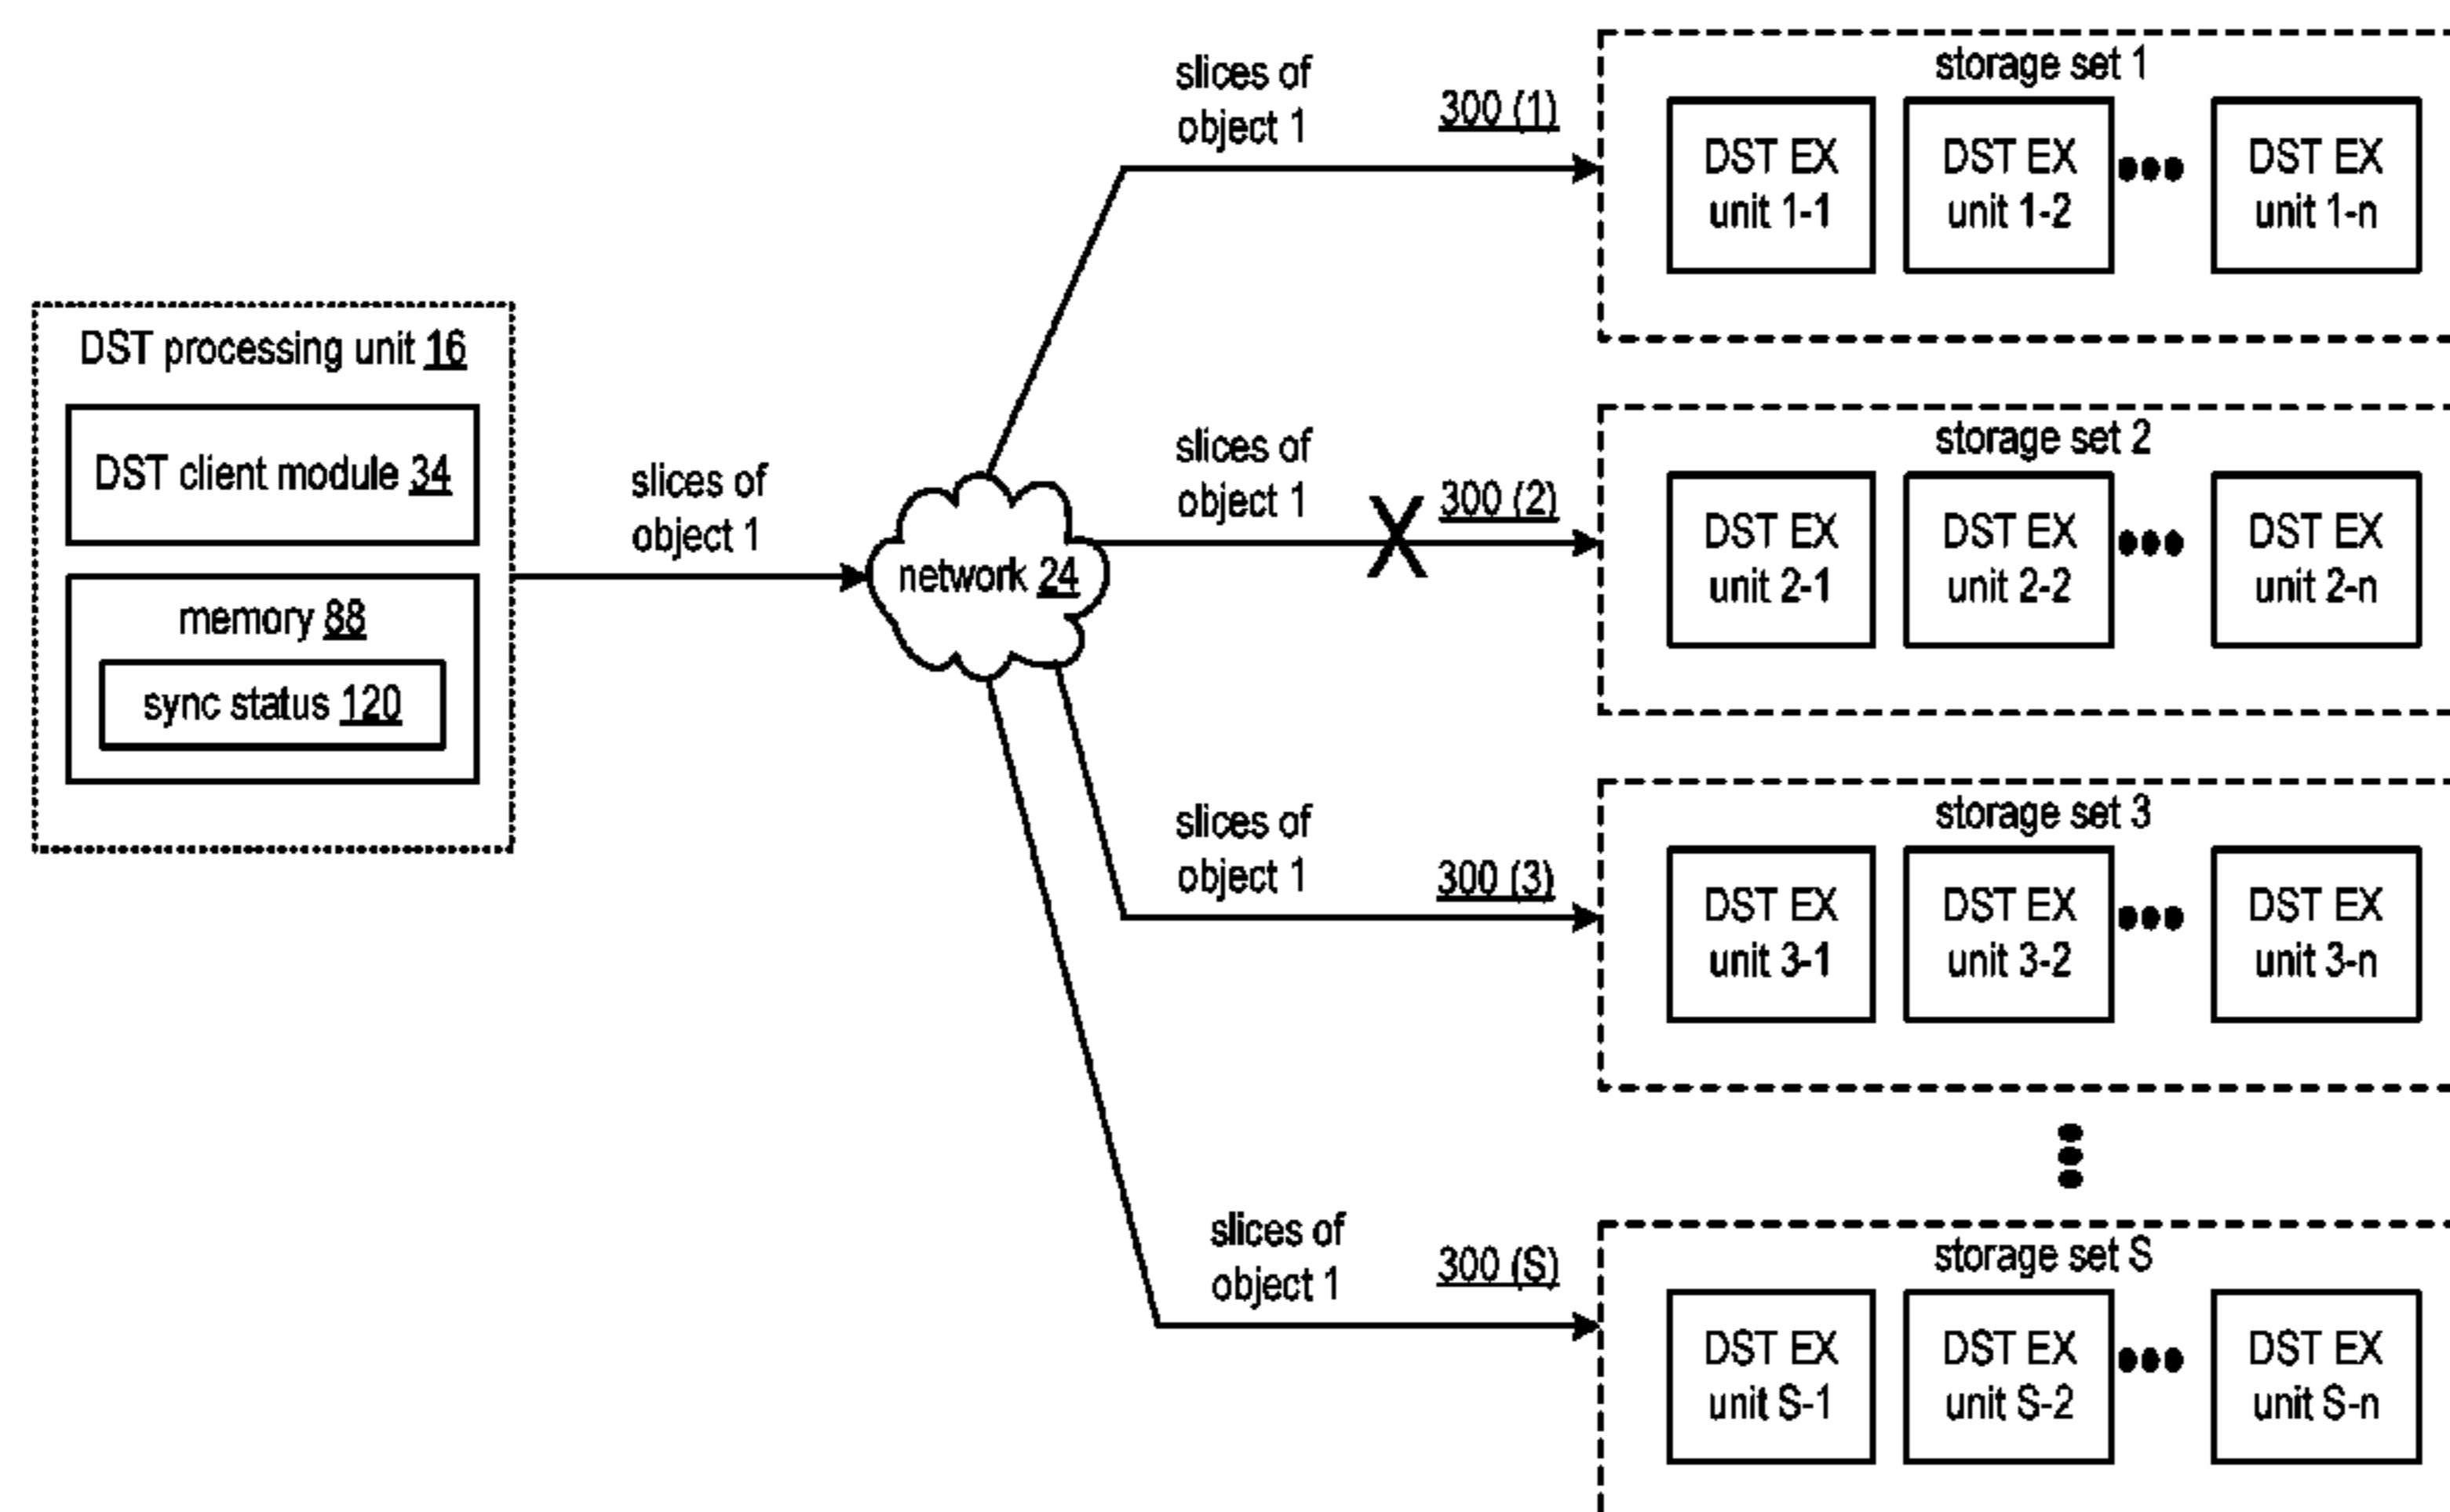 DST processing unit 16
DST client module 34
memory 88
sync status 120
slices of
object 1
network 24
slices of
object 1
300 (1)
storage set 1
DST EX
unit 1-1
DST EX
unit 1-2
DST EX
unit 1-n
slices of
object 1
X
300 (2)
storage set 2
DST EX
unit 2-1
DST EX
unit 2-2
DST EX
unit 2-n
slices of
object 1
300 (3)
storage set 3
DST EX
unit 3-1
DST EX
unit 3-2
DST EX
unit 3-n
slices of
object 1
300 (S)
storage set S
DST EX
unit S-1
DST EX
unit S-2
DST EX
unit S-n